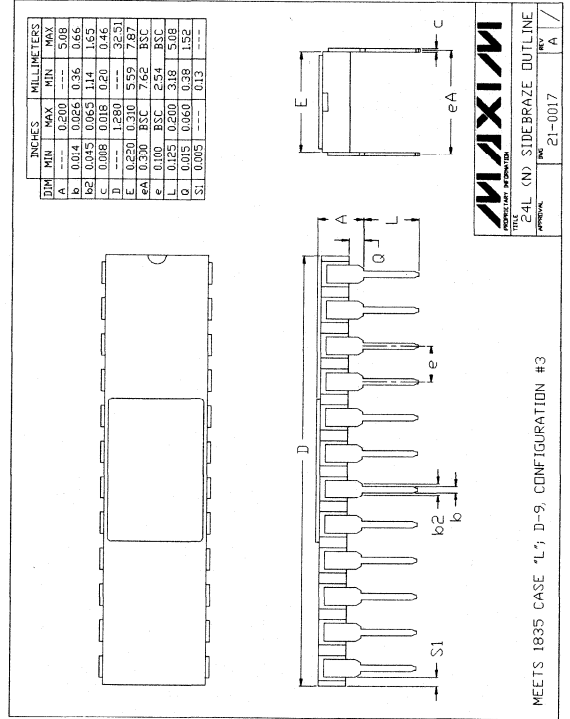 INCHES MILLIMETERS
DIM MIN MAX MIN MAX
A --- 0.200 --- 5.08
b 0.014 0.026 0.36 0.66
b2 0.045 0.065 1.14 1.65
c 0.008 0.018 0.20 0.46
D --- 1.280 --- 32.51
E 0.220 0.310 5.59 7.87
eA 0.300 BSC 7.62 BSC
e 0.100 BSC 2.54 BSC
L 0.125 0.200 3.18 5.08
Q 0.015 0.060 0.38 1.52
S1 0.005 --- 0.13 ---
E
C
eA
D
A
L
Q
e
b2
b
S1
MEETS 1835 CASE "L"; D-9, CONFIGURATION #3
MAXIM
PROPRIETARY INFORMATION
TITLE
24L (N) SIDEBRAZE OUTLINE
APPROVAL
DWG
21-0017
REV
A